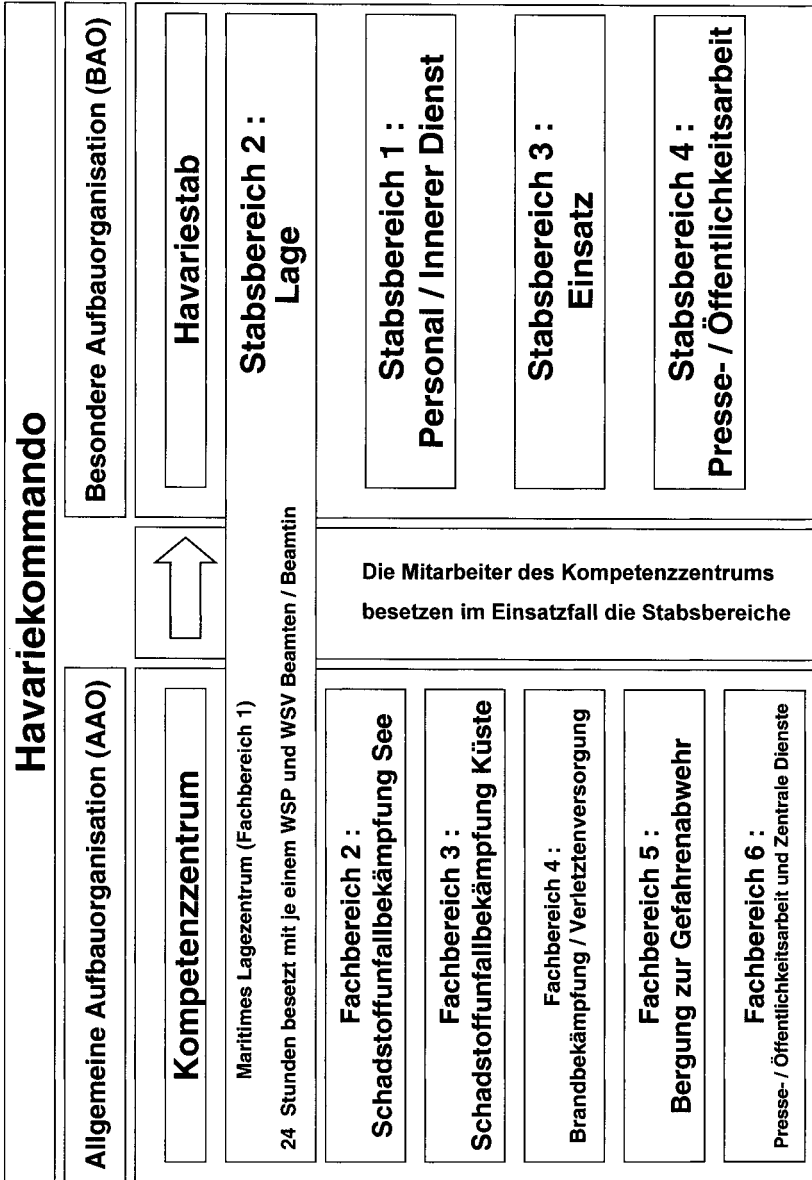 Havariekommando
Allgemeine Aufbauorganisation (AAO)
Besondere Aufbauorganisation (BAO)
Kompetenzzentrum
Havariestab
Maritimes Lagezentrum (Fachbereich 1)
24 Stunden besetzt mit je einem WSP und WSV Beamten / Beamtin
Stabsbereich 2 :
Lage
Fachbereich 2 :
Schadstoffunfallbekämpfung See
Fachbereich 3 :
Schadstoffunfallbekämpfung Küste
Fachbereich 4 :
Brandbekämpfung / Verletztenversorgung
Fachbereich 5 :
Bergung zur Gefahrenabwehr
Fachbereich 6 :
Presse- / Öffentlichkeitsarbeit und Zentrale Dienste
Die Mitarbeiter des Kompetenzzentrums
besetzen im Einsatzfall die Stabsbereiche
Stabsbereich 1 :
Personal / Innerer Dienst
Stabsbereich 3 :
Einsatz
Stabsbereich 4 :
Presse- / Öffentlichkeitsarbeit